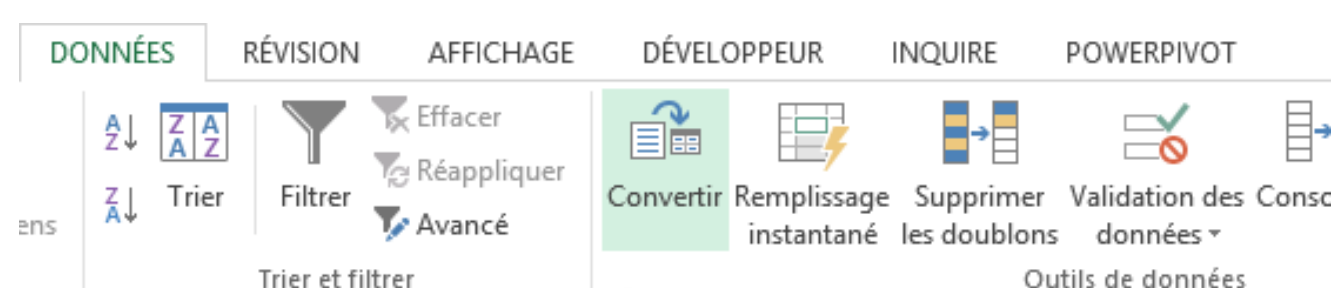 DONNÉES RÉVISION AFFICHAGE DÉVELOPPEUR INQUIRE POWERPIVOT
Effacer
Réappliquer
Avancé
Trier
Filtrer
Convertir
Remplissage
instantané
Supprimer
les doublons
Validation des
données
Trier et filtrer
Outils de données